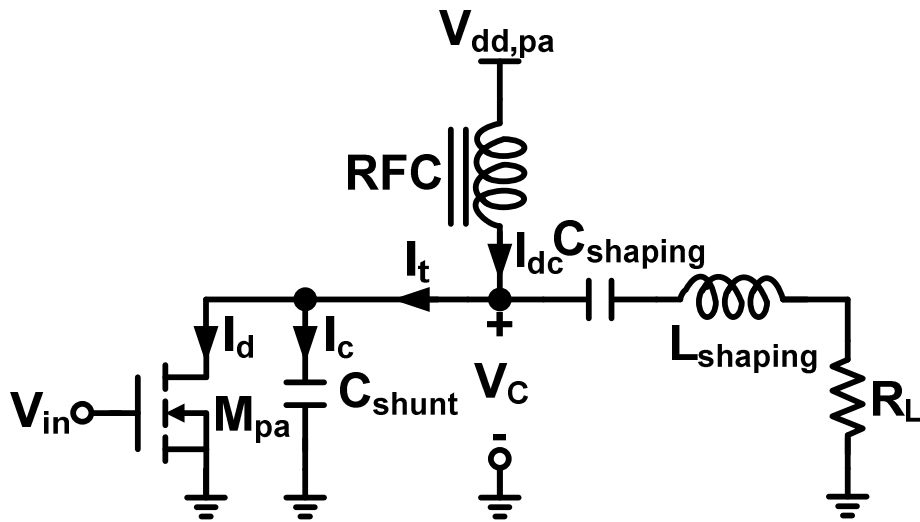 Vdd,pa
RFC
Idc
Cshaping
It
Id
Ic
+
Lshaping
Vin
Mpa
Cshunt
VC
RL
-